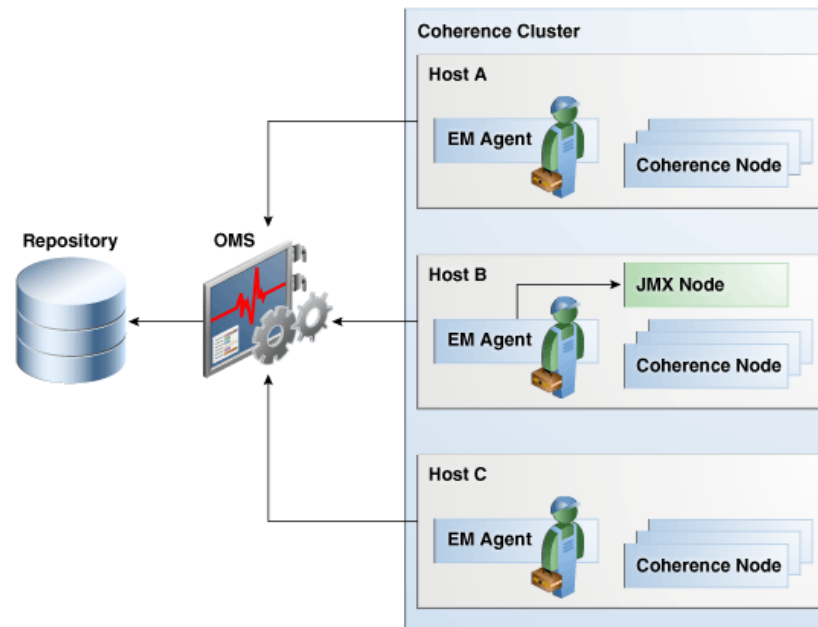 Coherence Cluster
Host A
EM Agent
Coherence Node
Repository
OMS
Host B
JMX Node
EM Agent
Coherence Node
Host C
EM Agent
Coherence Node